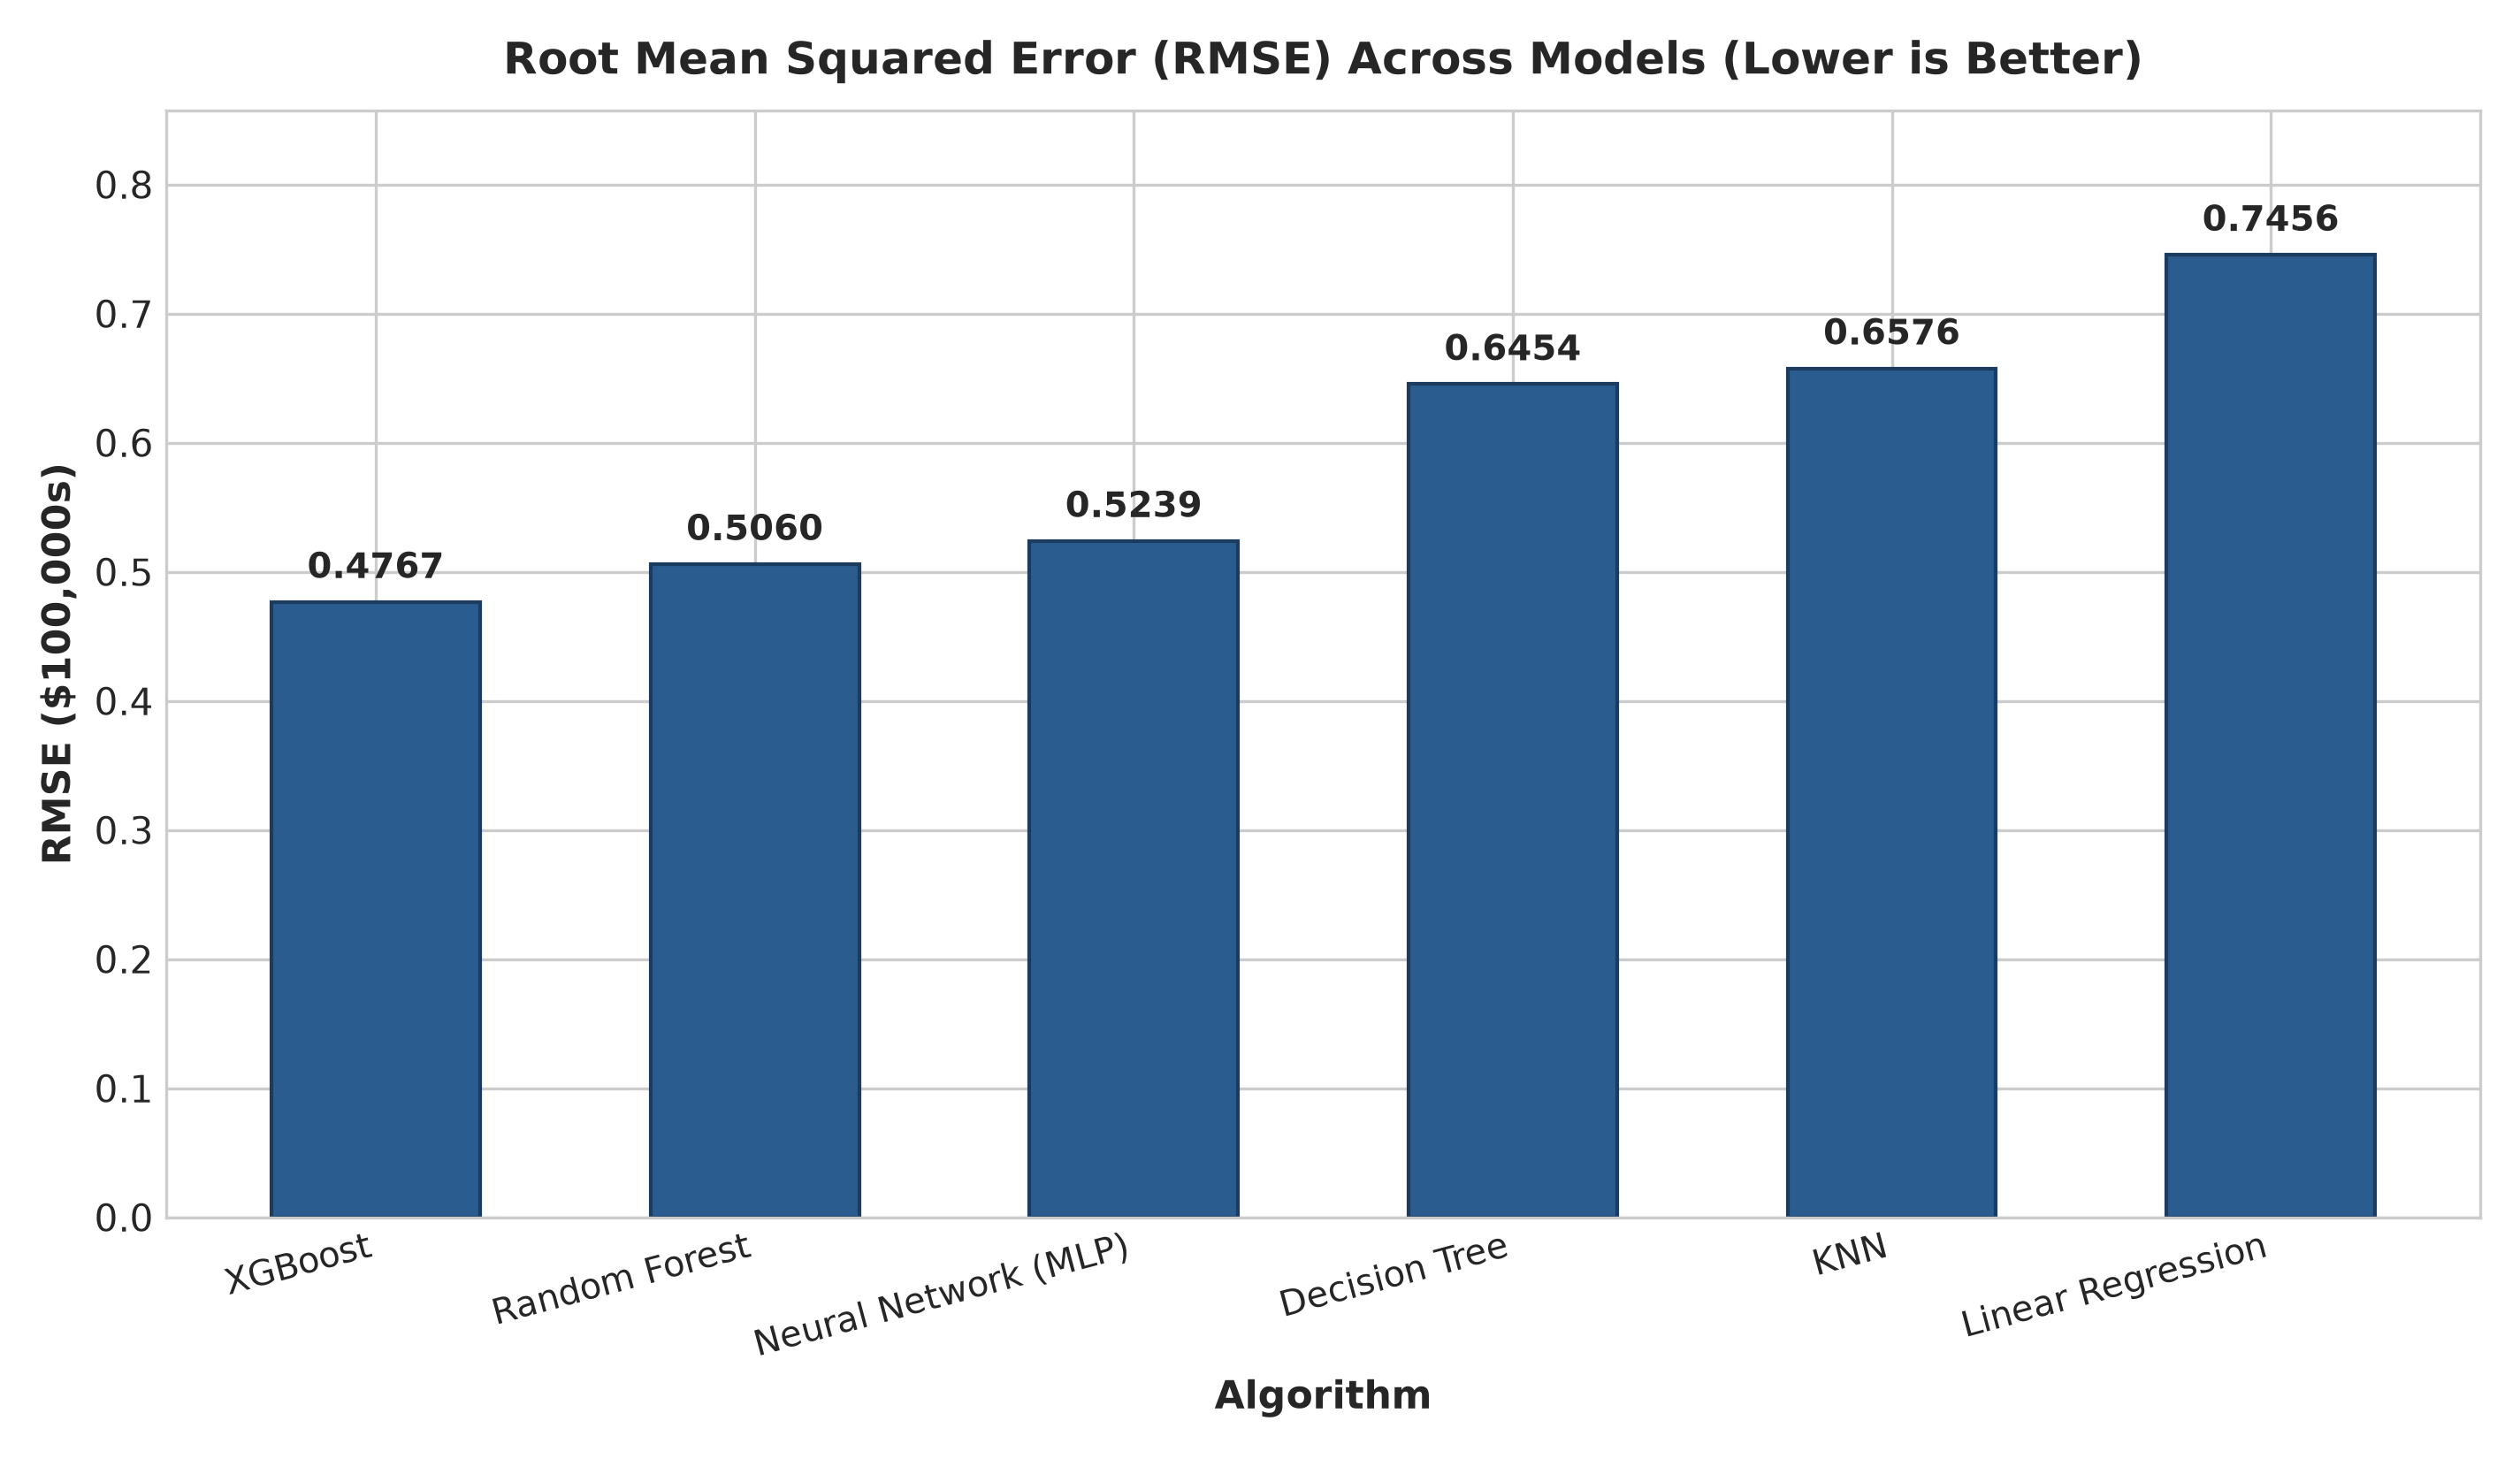 Root Mean Squared Error (RMSE) Across Models (Lower is Better)
RMSE ($100,000s)
0.8
0.7
0.6
0.5
0.4
0.3
0.2
0.1
0.0
0.4767
0.5060
0.5239
0.6454
0.6576
0.7456
XGBoost
Random Forest
Neural Network (MLP)
Decision Tree
KNN
Linear Regression
Algorithm